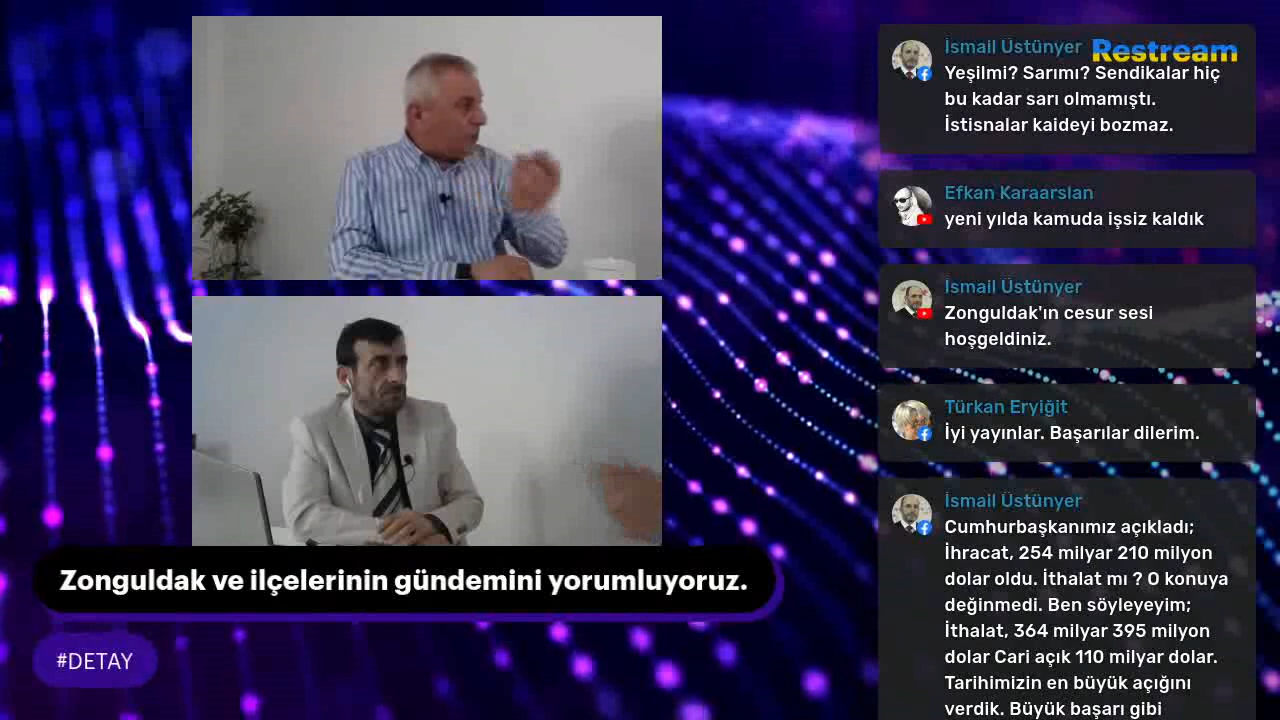 İsmail Üstünyer
Restream
Yeşilmi? Sarımı? Sendikalar hiç
bu kadar sarı olmamıştı.
İstisnalar kaideyi bozmaz.
Efkan Karaarslan
yeni yılda kamuda işsiz kaldık
İsmail Üstünyer
Zonguldak'ın cesur sesi
hoşgeldiniz.
Türkan Eryiğit
İyi yayınlar. Başarılar dilerim.
İsmail Üstünyer
Cumhurbaşkanımız açıkladı;
İhracat, 254 milyar 210 milyon
dolar oldu. İthalat mı ? O konuya
değinmedi. Ben söyleyeyim;
İthalat, 364 milyar 395 milyon
dolar Cari açık 110 milyar dolar.
Tarihimizin en büyük açığını
verdik. Büyük başarı gibi
Zonguldak ve ilçelerinin gündemini yorumluyoruz.
#DETAY